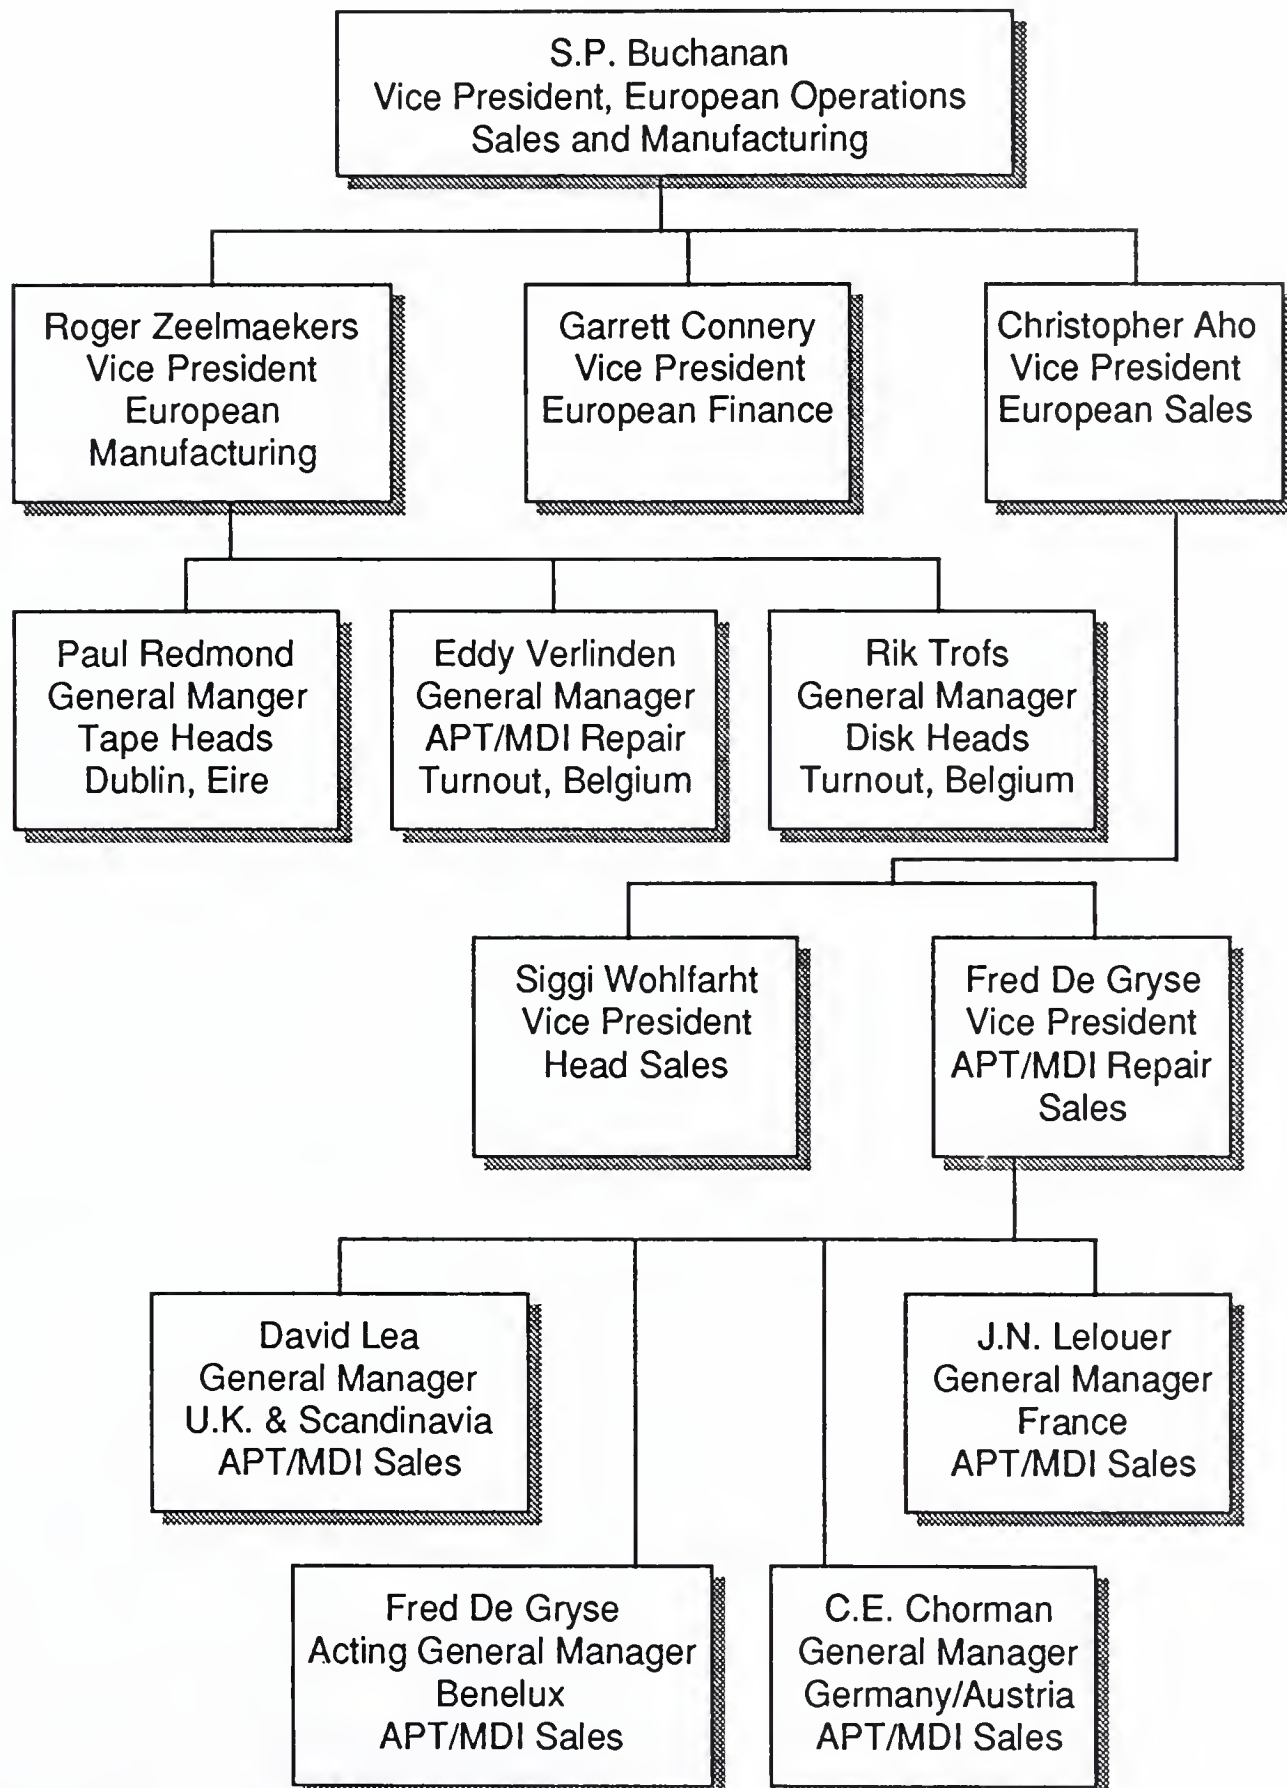 S.P. Buchanan
Vice President, European Operations
Sales and Manufacturing
Roger Zeelmaekers
Vice President
European
Manufacturing
Garrett Connery
Vice President
European Finance
Christopher Aho
Vice President
European Sales
Paul Redmond
General Manger
Tape Heads
Dublin, Eire
Eddy Verlinden
General Manager
APT/MDI Repair
Turnout, Belgium
Rik Trofs
General Manager
Disk Heads
Turnout, Belgium
Siggi Wohlfarht
Vice President
Head Sales
Fred De Gryse
Vice President
APT/MDI Repair
Sales
David Lea
General Manager
U.K. & Scandinavia
APT/MDI Sales
J.N. Lelouer
General Manager
France
APT/MDI Sales
Fred De Gryse
Acting General Manager
Benelux
APT/MDI Sales
C.E. Chorman
General Manager
Germany/Austria
APT/MDI Sales